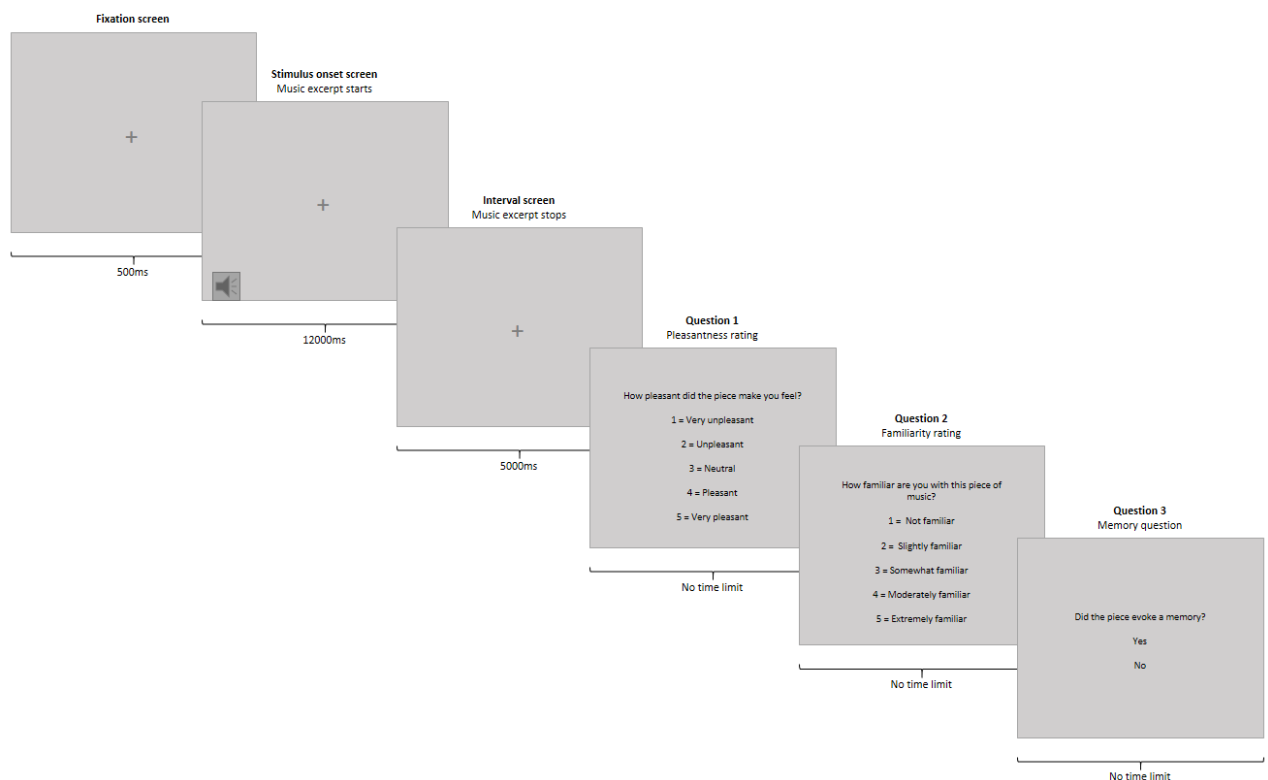 Fixation screen
500ms
Stimulus onset screen
Music excerpt starts
12000ms
Interval screen
Music excerpt stops
5000ms
Question 1
Pleasantness rating
How pleasant did the piece make you feel?
1 = Very unpleasant
2 = Unpleasant
3 = Neutral
4 = Pleasant
5 = Very pleasant
No time limit
Question 2
Familiarity rating
How familiar are you with this piece of
music?
1 = Not familiar
2 = Slightly familiar
3 = Somewhat familiar
4 = Moderately familiar
5 = Extremely familiar
No time limit
Question 3
Memory question
Did the piece evoke a memory?
Yes
No
No time limit